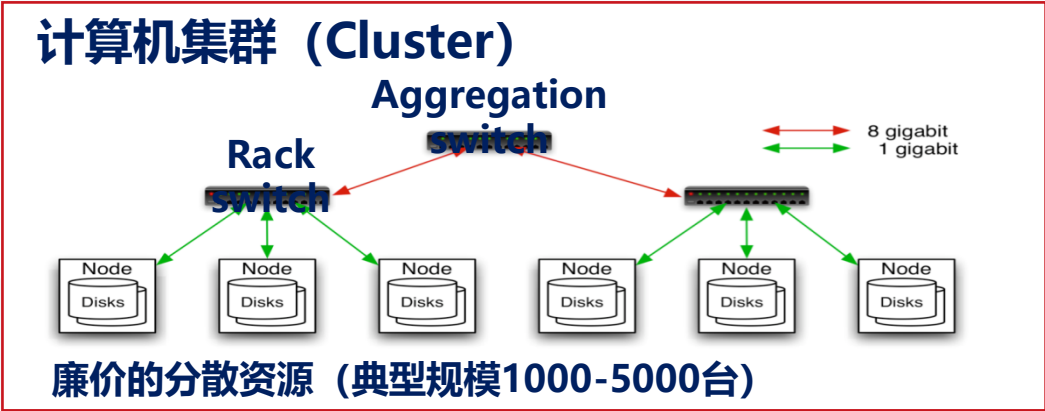 计算机集群（Cluster）
Aggregation
switch
8 gigabit
1 gigabit
Rack
switch
Node
Disks
Node
Disks
Node
Disks
Node
Disks
Node
Disks
Node
Disks
廉价的分散资源（典型规模1000-5000台）